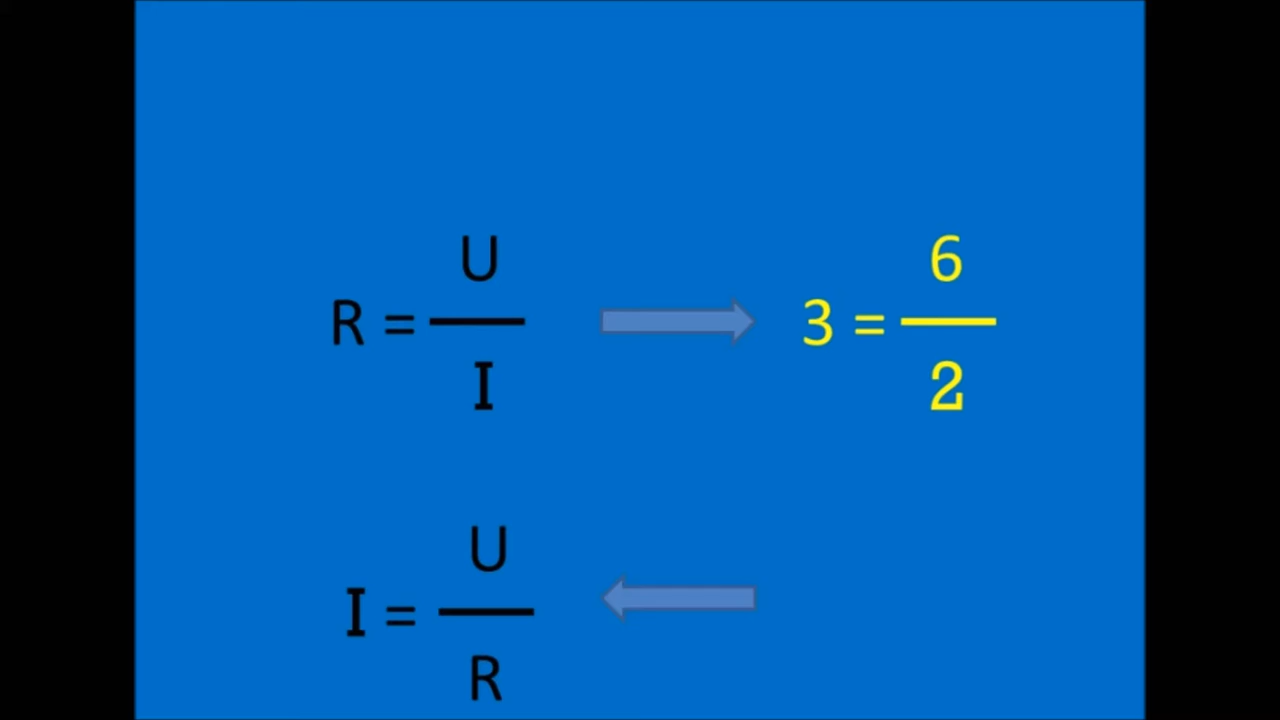 R = U / I
3 = 6 / 2
I = U / R